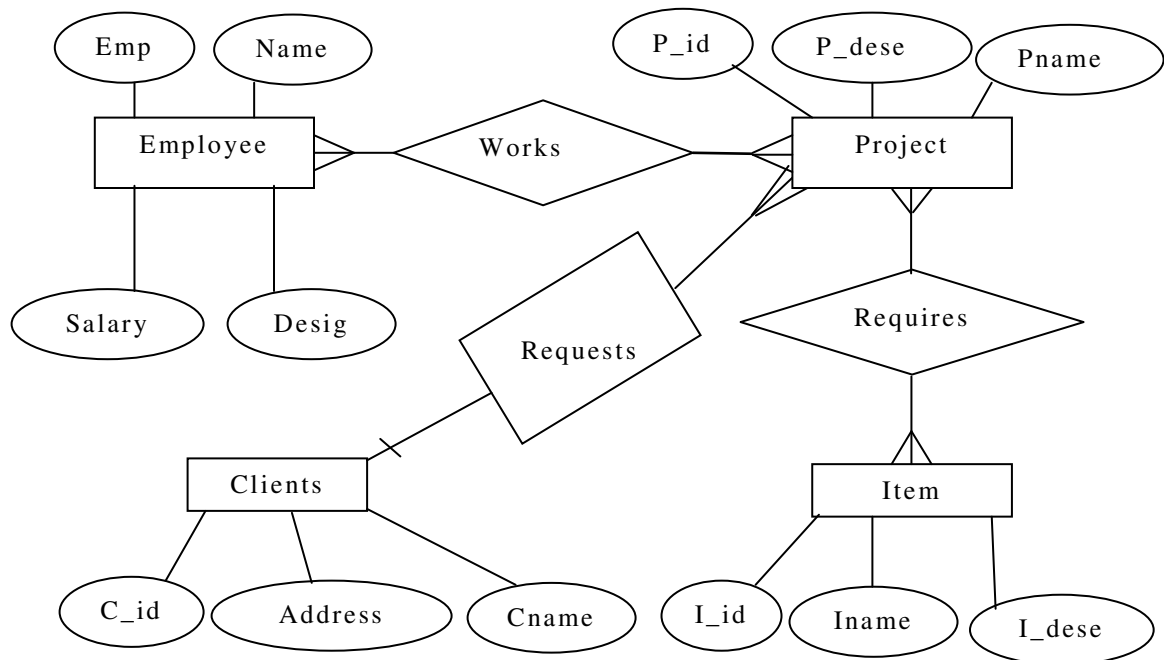 Emp
Name
P_id
P_dese
Pname
Employee
Works
Project
Salary
Desig
Requests
Requires
Clients
Item
C_id
Address
Cname
I_id
Iname
I_dese